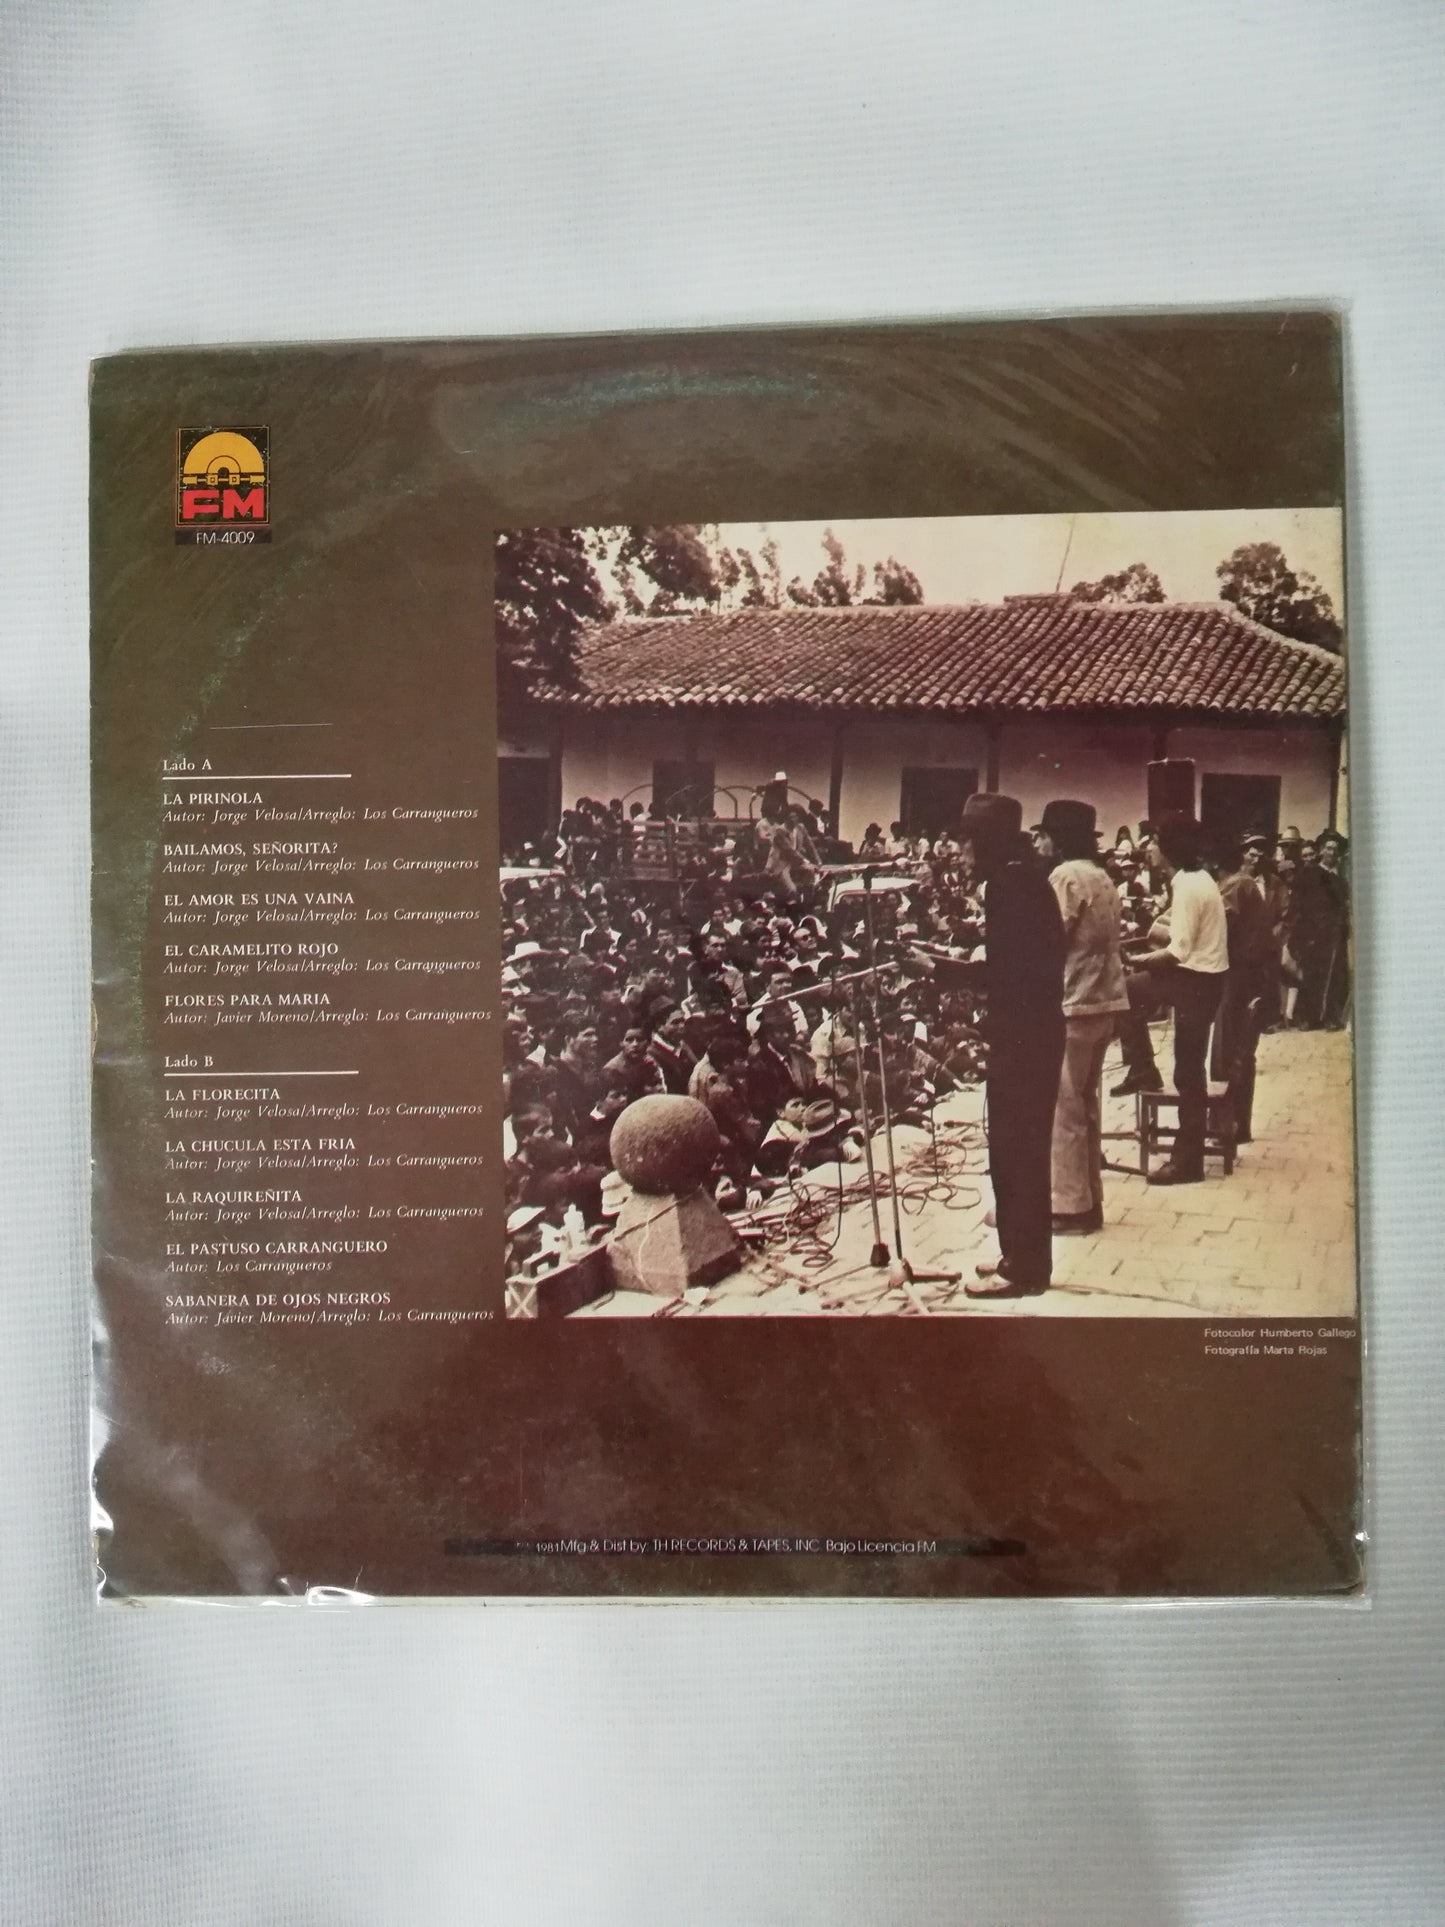 FM
FM-4009
Lado A
LA PIRINOLA
Autor: Jorge Velosa/Arreglo: Los Carrangueros
BAILAMOS, SEÑORITA?
Autor: Jorge Velosa/Arreglo: Los Carrangueros
EL AMOR ES UNA VAINA
Autor: Jorge Velosa/Arreglo: Los Carrangueros
EL CARAMELITO ROJO
Autor: Jorge Velosa/Arreglo: Los Carrangueros
FLORES PARA MARIA
Autor: Javier Moreno/Arreglo: Los Carrangueros
Lado B
LA FLORECITA
Autor: Jorge Velosa/Arreglo: Los Carrangueros
LA CHUCULA ESTA FRIA
Autor: Jorge Velosa/Arreglo: Los Carrangueros
LA RAQUIREÑITA
Autor: Jorge Velosa/Arreglo: Los Carrangueros
EL PASTUSO CARRANGUERO
Autor: Los Carrangueros
SABANERA DE OJOS NEGROS
Autor: Javier Moreno/Arreglo: Los Carrangueros
Fotocolor Humberto Gallego
Fotografía Marta Rojas
1981 Mfg & Dist by: TH RECORDS & TAPES, INC. Bajo Licencia FM